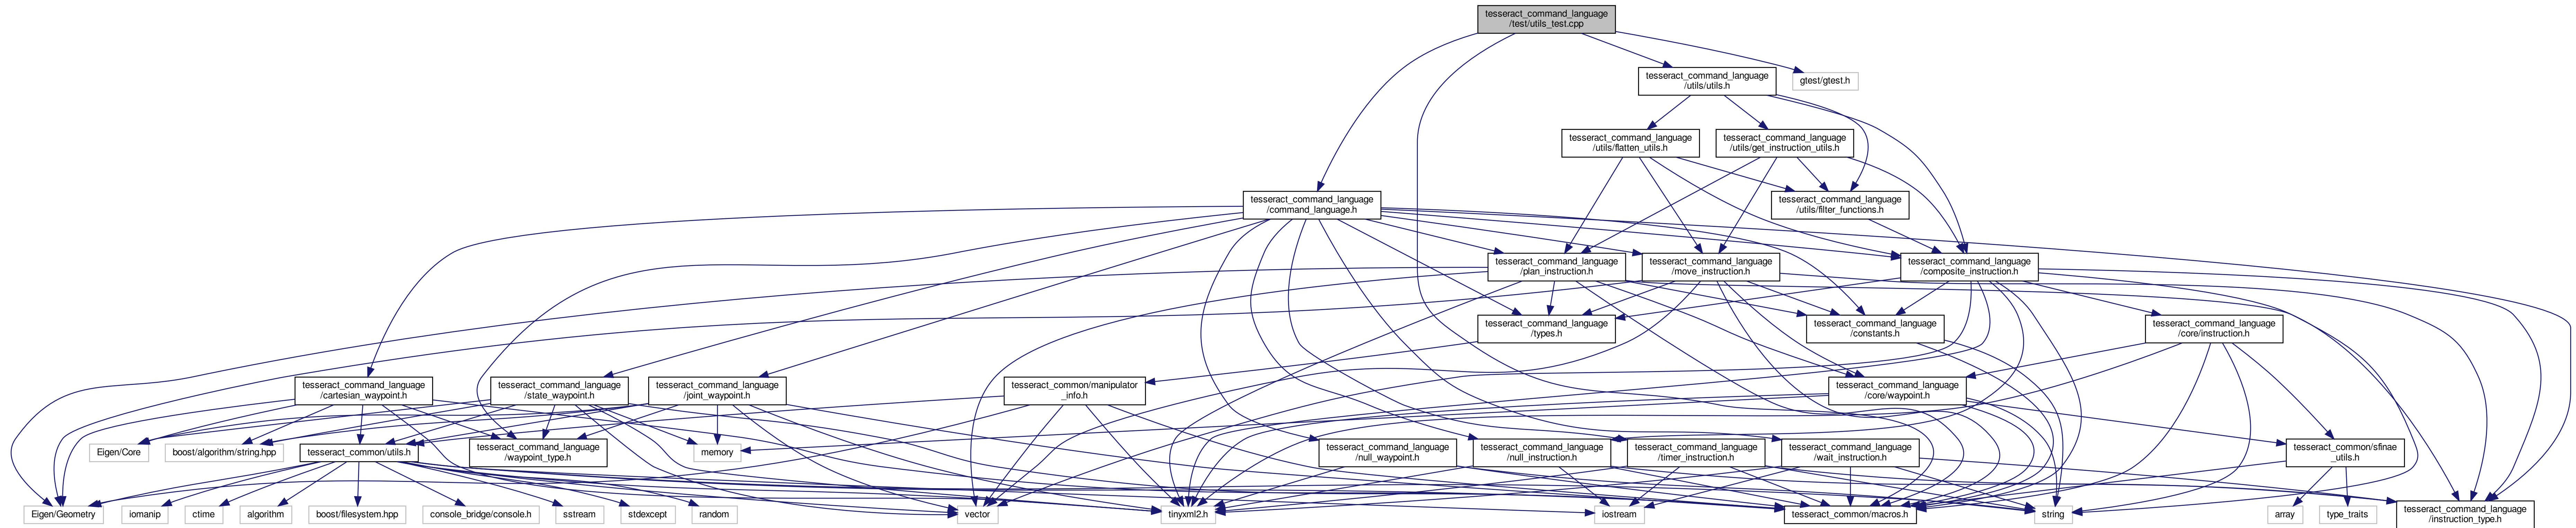 tesseract_command_language
/test/utils_test.cpp
tesseract_command_language
/utils/utils.h
gtest/gtest.h
tesseract_command_language
/utils/flatten_utils.h
tesseract_command_language
/utils/get_instruction_utils.h
tesseract_command_language
/command_language.h
tesseract_command_language
/utils/filter_functions.h
tesseract_command_language
/plan_instruction.h
tesseract_command_language
/move_instruction.h
tesseract_command_language
/composite_instruction.h
tesseract_command_language
/types.h
tesseract_command_language
/constants.h
tesseract_command_language
/core/instruction.h
tesseract_command_language
/cartesian_waypoint.h
tesseract_command_language
/state_waypoint.h
tesseract_command_language
/joint_waypoint.h
tesseract_common/manipulator
_info.h
tesseract_command_language
/core/waypoint.h
Eigen/Core
boost/algorithm/string.hpp
tesseract_common/utils.h
tesseract_command_language
/waypoint_type.h
memory
tesseract_command_language
/null_waypoint.h
tesseract_command_language
/null_instruction.h
tesseract_command_language
/timer_instruction.h
tesseract_command_language
/wait_instruction.h
tesseract_common/sfinae
_utils.h
Eigen/Geometry
iomanip
ctime
algorithm
boost/filesystem.hpp
console_bridge/console.h
sstream
stdexcept
random
vector
tinyxml2.h
iostream
tesseract_common/macros.h
string
array
type_traits
tesseract_command_language
/instruction_type.h